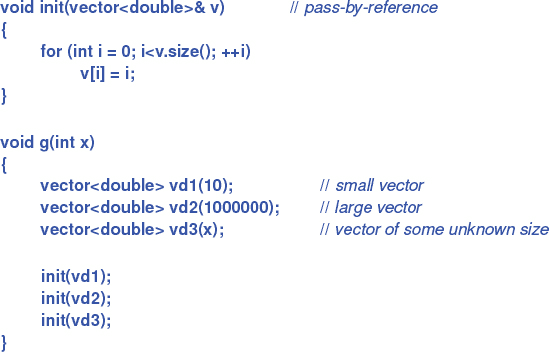 void init(vector<double>& v) // pass-by-reference
{
for (int i = 0; i<v.size(); ++i)
v[i] = i;
}
void g(int x)
{
vector<double> vd1(10); // small vector
vector<double> vd2(1000000); // large vector
vector<double> vd3(x); // vector of some unknown size
init(vd1);
init(vd2);
init(vd3);
}